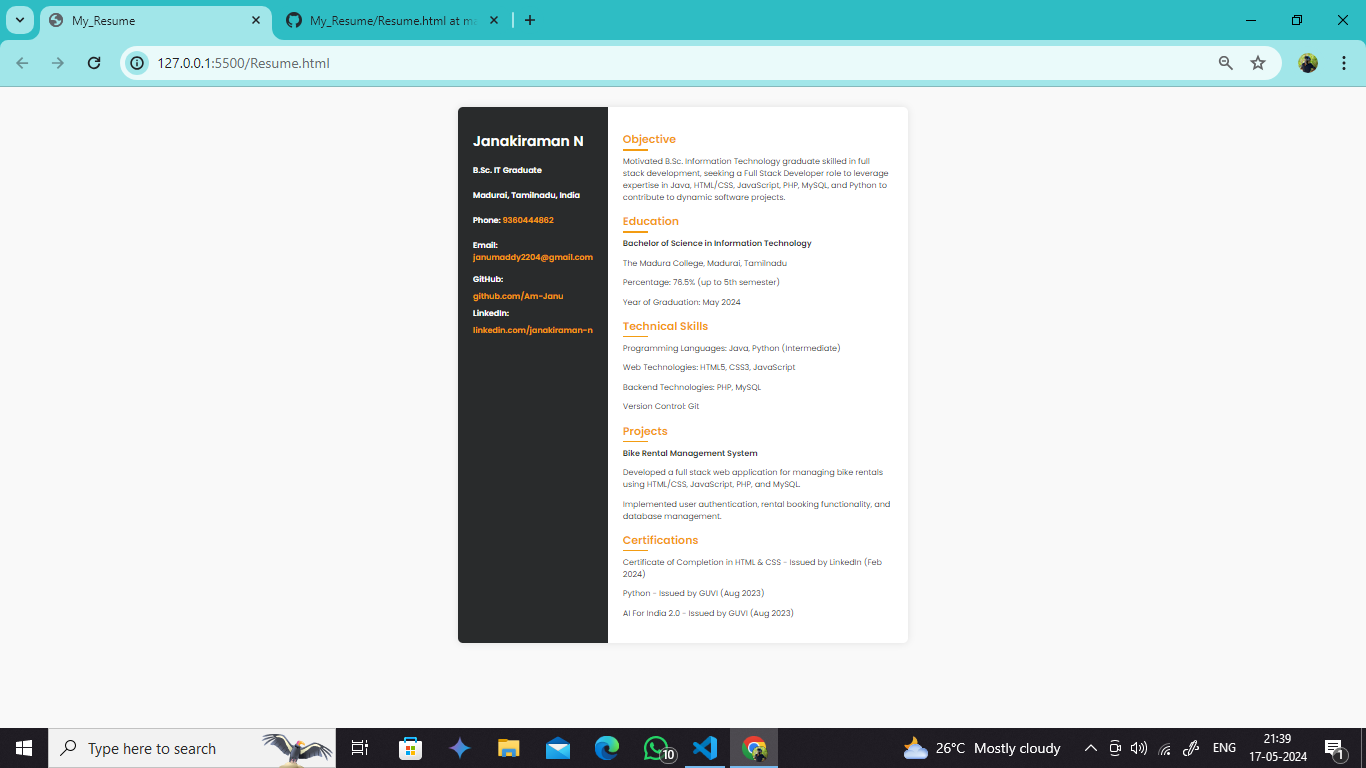 My_Resume
My_Resume/Resume.html at ma
127.0.0.1:5500/Resume.html
Janakiraman N
B.Sc. IT Graduate
Madurai, Tamilnadu, India
Phone: 9360444862
Email:
janumaddy2204@gmail.com
GitHub:
github.com/Am-Janu
LinkedIn:
linkedin.com/janakiraman-n
Objective
Motivated B.Sc. Information Technology graduate skilled in full
stack development, seeking a Full Stack Developer role to leverage
expertise in Java, HTML/CSS, JavaScript, PHP, MySQL, and Python to
contribute to dynamic software projects.
Education
Bachelor of Science in Information Technology
The Madura College, Madurai, Tamilnadu
Percentage: 76.5% (up to 5th semester)
Year of Graduation: May 2024
Technical Skills
Programming Languages: Java, Python (Intermediate)
Web Technologies: HTML5, CSS3, JavaScript
Backend Technologies: PHP, MySQL
Version Control: Git
Projects
Bike Rental Management System
Developed a full stack web application for managing bike rentals
using HTML/CSS, JavaScript, PHP, and MySQL.
Implemented user authentication, rental booking functionality, and
database management.
Certifications
Certificate of Completion in HTML & CSS - Issued by LinkedIn (Feb
2024)
Python - Issued by GUVI (Aug 2023)
AI For India 2.0 - Issued by GUVI (Aug 2023)
Type here to search
10
26°C Mostly cloudy
ENG
21:39
17-05-2024
1